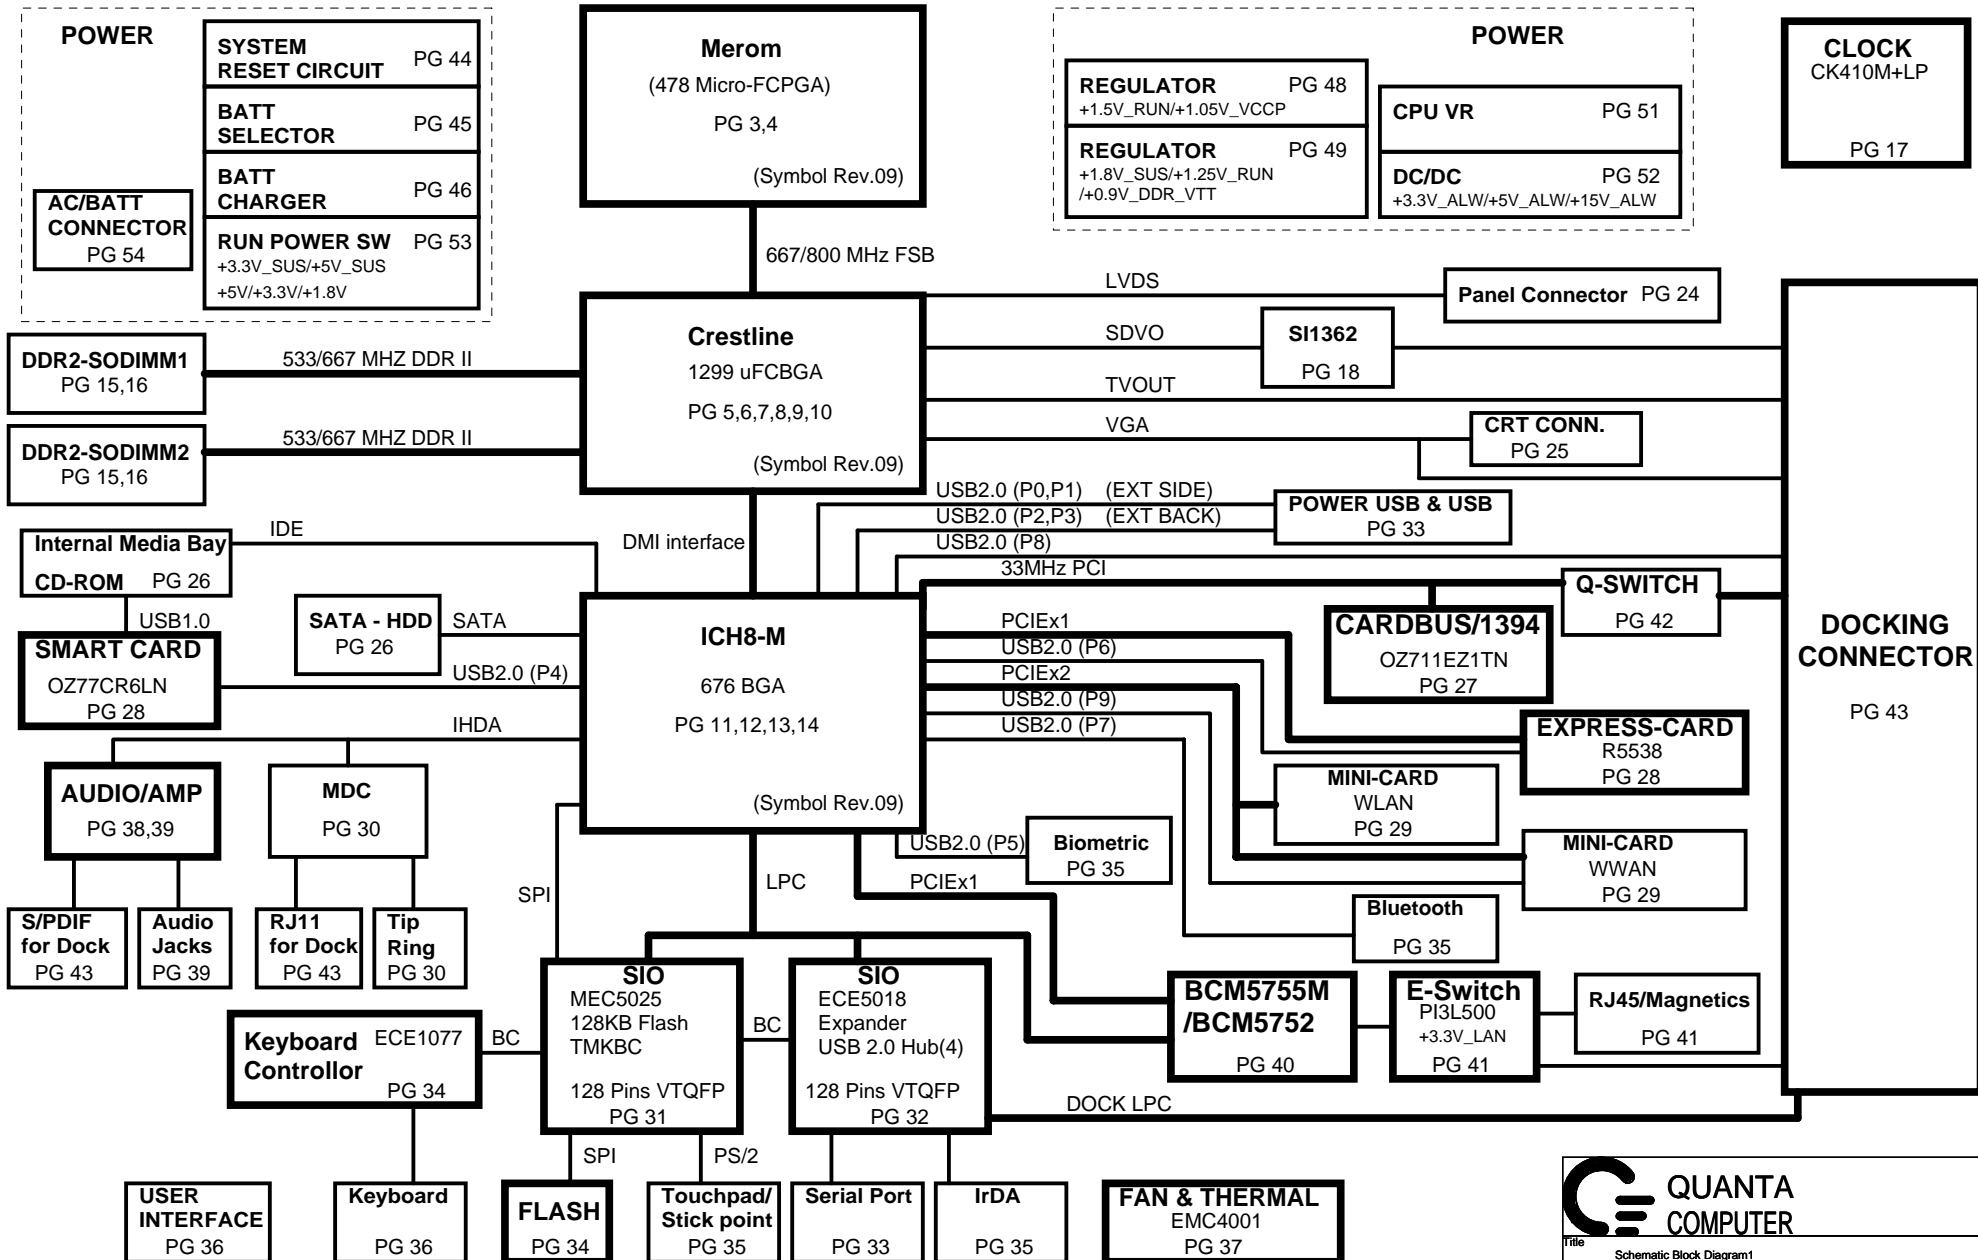 POWER
SYSTEM
RESET CIRCUIT
PG 44
BATT
SELECTOR
PG 45
BATT
CHARGER
PG 46
RUN POWER SW
PG 53
+3.3V_SUS/+5V_SUS
+5V/+3.3V/+1.8V
AC/BATT
CONNECTOR
PG 54
Merom
(478 Micro-FCPGA)
PG 3,4
(Symbol Rev.09)
POWER
REGULATOR
PG 48
+1.5V_RUN/+1.05V_VCCP
REGULATOR
PG 49
+1.8V_SUS/+1.25V_RUN
/+0.9V_DDR_VTT
CPU VR
PG 51
DC/DC
PG 52
+3.3V_ALW/+5V_ALW/+15V_ALW
CLOCK
CK410M+LP
PG 17
667/800 MHz FSB
Crestline
1299 uFCBGA
PG 5,6,7,8,9,10
(Symbol Rev.09)
DDR2-SODIMM1
PG 15,16
533/667 MHZ DDR II
DDR2-SODIMM2
PG 15,16
533/667 MHZ DDR II
LVDS
Panel Connector PG 24
SDVO
SI1362
PG 18
TVOUT
VGA
CRT CONN.
PG 25
USB2.0 (P0,P1) (EXT SIDE)
USB2.0 (P2,P3) (EXT BACK)
POWER USB & USB
PG 33
USB2.0 (P8)
33MHz PCI
Q-SWITCH
PG 42
CARDBUS/1394
OZ711EZ1TN
PG 27
DOCKING
CONNECTOR
PG 43
Internal Media Bay
CD-ROM PG 26
IDE
DMI interface
USB1.0
SMART CARD
OZ77CR6LN
PG 28
SATA - HDD
PG 26
SATA
USB2.0 (P4)
IHDA
ICH8-M
676 BGA
PG 11,12,13,14
(Symbol Rev.09)
PCIEx1
USB2.0 (P6)
PCIEx2
USB2.0 (P9)
USB2.0 (P7)
EXPRESS-CARD
R5538
PG 28
MINI-CARD
WLAN
PG 29
MINI-CARD
WWAN
PG 29
AUDIO/AMP
PG 38,39
MDC
PG 30
S/PDIF
for Dock
PG 43
Audio
Jacks
PG 39
RJ11
for Dock
PG 43
Tip
Ring
PG 30
SPI
LPC
USB2.0 (P5)
Biometric
PG 35
PCIEx1
Bluetooth
PG 35
SIO
MEC5025
128KB Flash
TMKBC
128 Pins VTQFP
PG 31
BC
SIO
ECE5018
Expander
USB 2.0 Hub(4)
128 Pins VTQFP
PG 32
BCM5755M
/BCM5752
PG 40
E-Switch
PI3L500
+3.3V_LAN
PG 41
RJ45/Magnetics
PG 41
Keyboard
Controllor
ECE1077
PG 34
BC
DOCK LPC
SPI
PS/2
USER
INTERFACE
PG 36
Keyboard
PG 36
FLASH
PG 34
Touchpad/
Stick point
PG 35
Serial Port
PG 33
IrDA
PG 35
FAN & THERMAL
EMC4001
PG 37
QUANTA
COMPUTER
Title
Schematic Block Diagram1